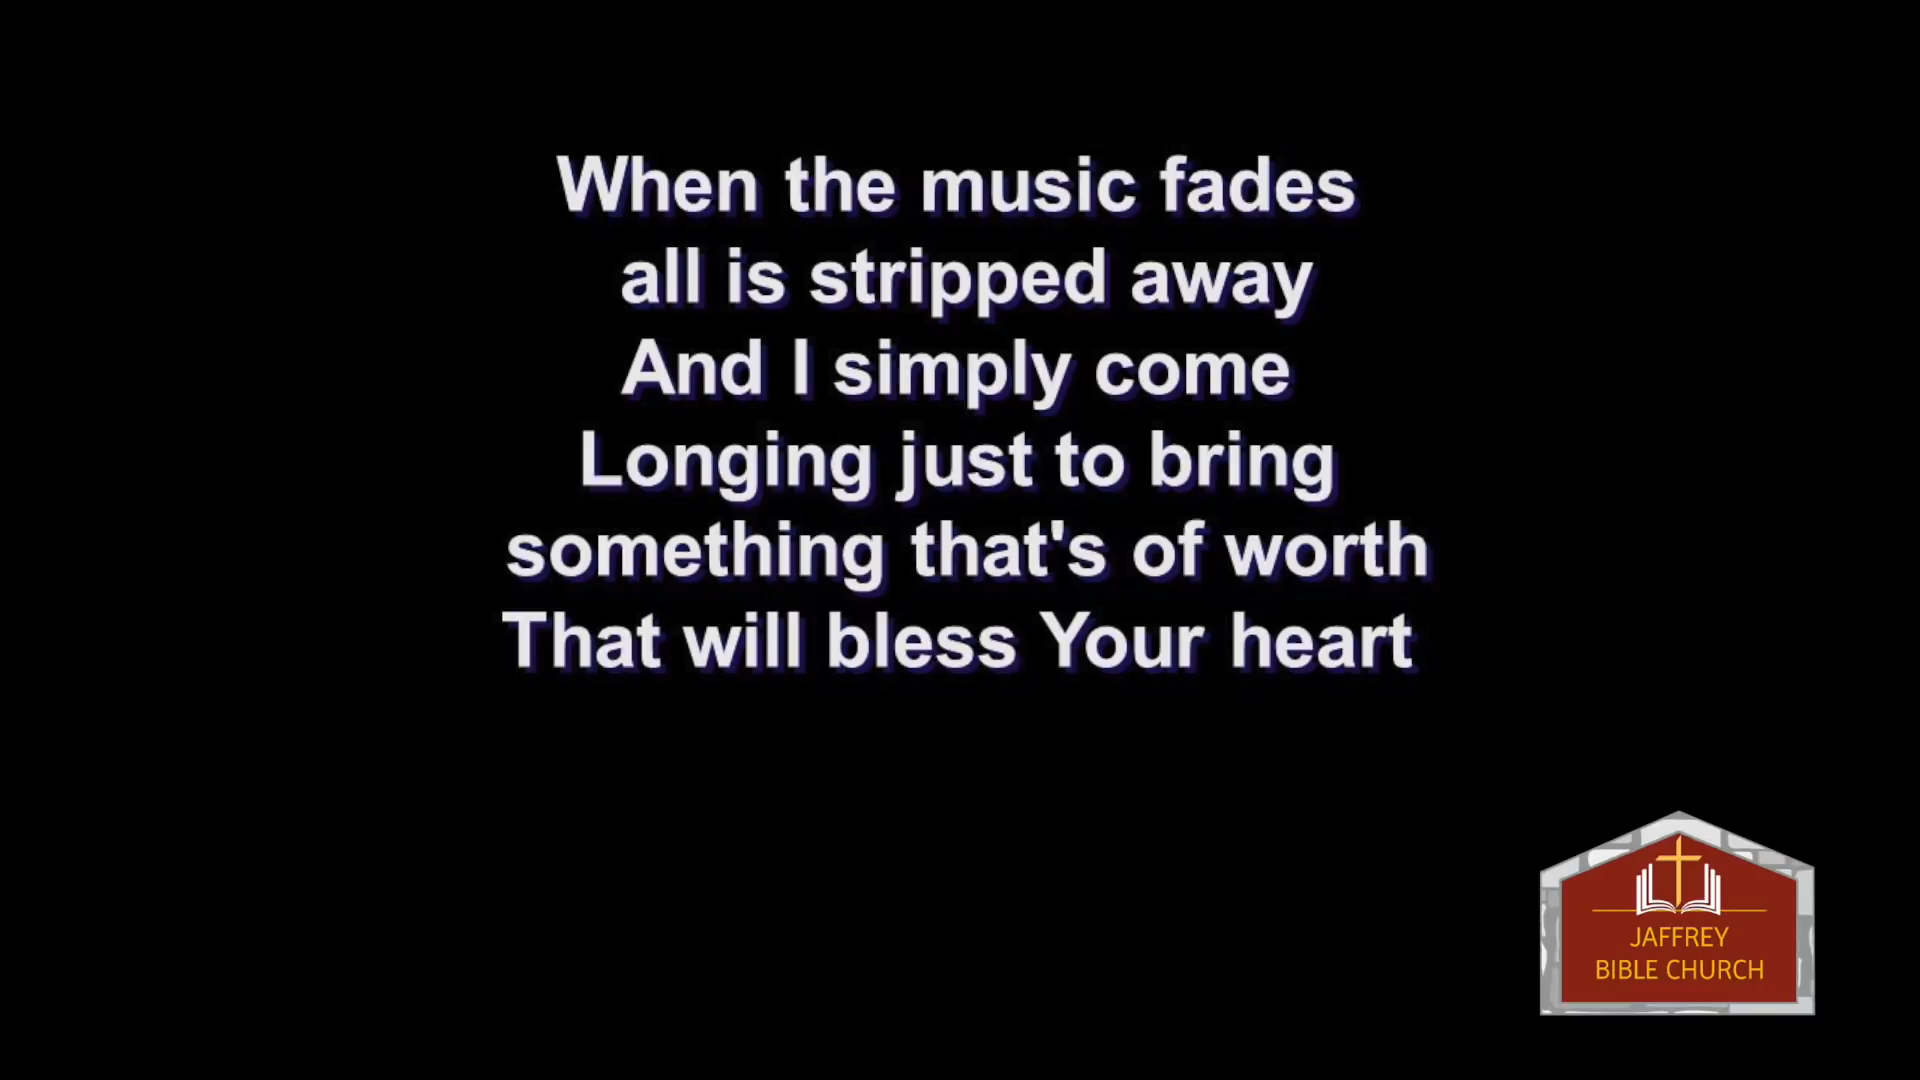 When the music fades
all is stripped away
And I simply come
Longing just to bring
something that's of worth
That will bless Your heart
JAFFREY
BIBLE CHURCH